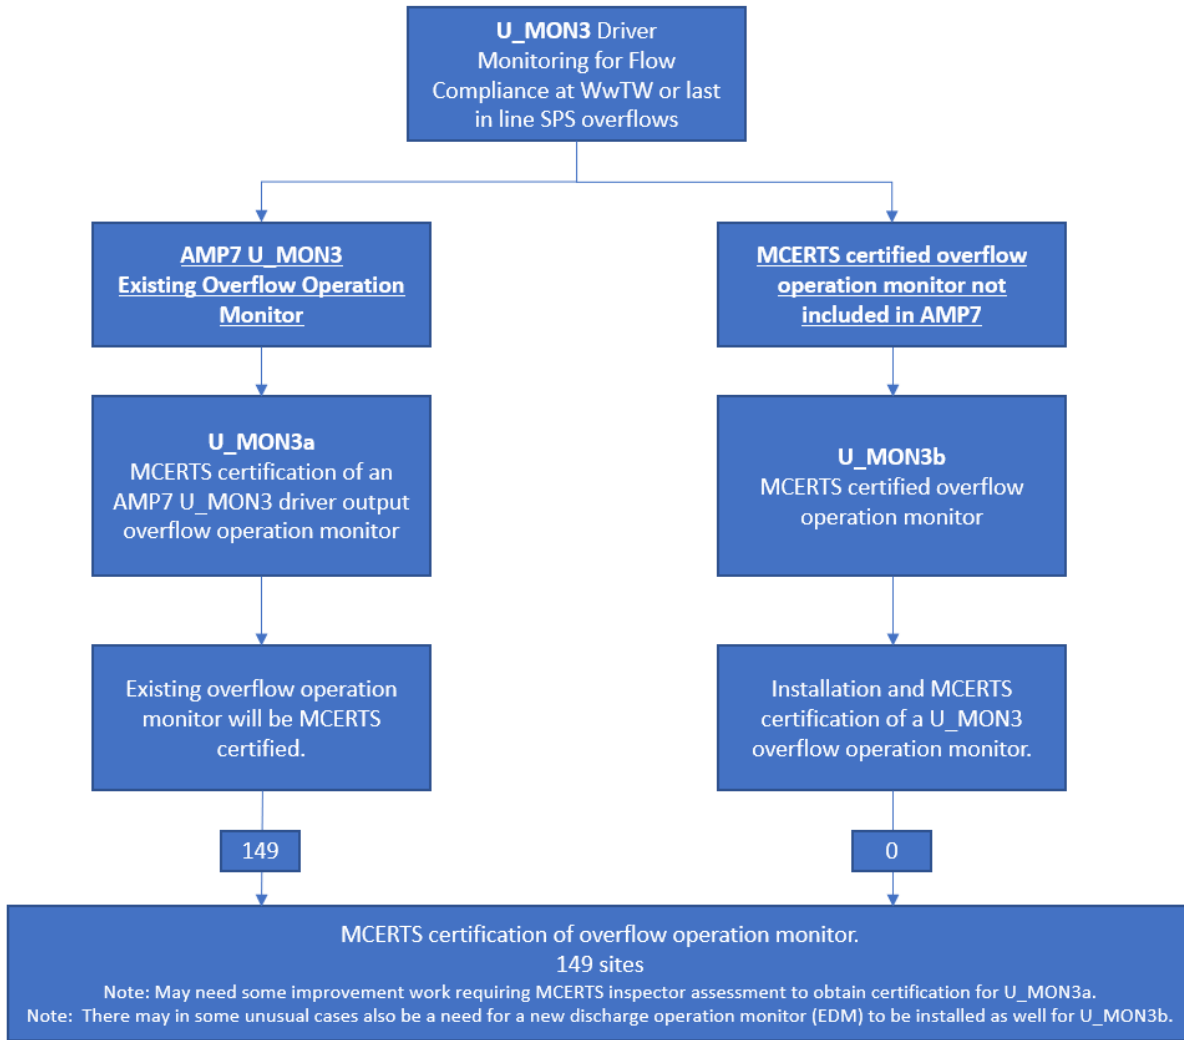 U_MON3 Driver
Monitoring for Flow
Compliance at WwTW or last
in line SPS overflows
AMP7 U_MON3
Existing Overflow Operation
Monitor
MCERTS certified overflow
operation monitor not
included in AMP7
U_MON3a
MCERTS certification of an
AMP7 U_MON3 driver output
overflow operation monitor
U_MON3b
MCERTS certified overflow
operation monitor
Existing overflow operation
monitor will be MCERTS
certified.
Installation and MCERTS
certification of a U_MON3
overflow operation monitor.
149
0
MCERTS certification of overflow operation monitor.
149 sites
Note: May need some improvement work requiring MCERTS inspector assessment to obtain certification for U_MON3a.
Note:  There may in some unusual cases also be a need for a new discharge operation monitor (EDM) to be installed as well for U_MON3b.